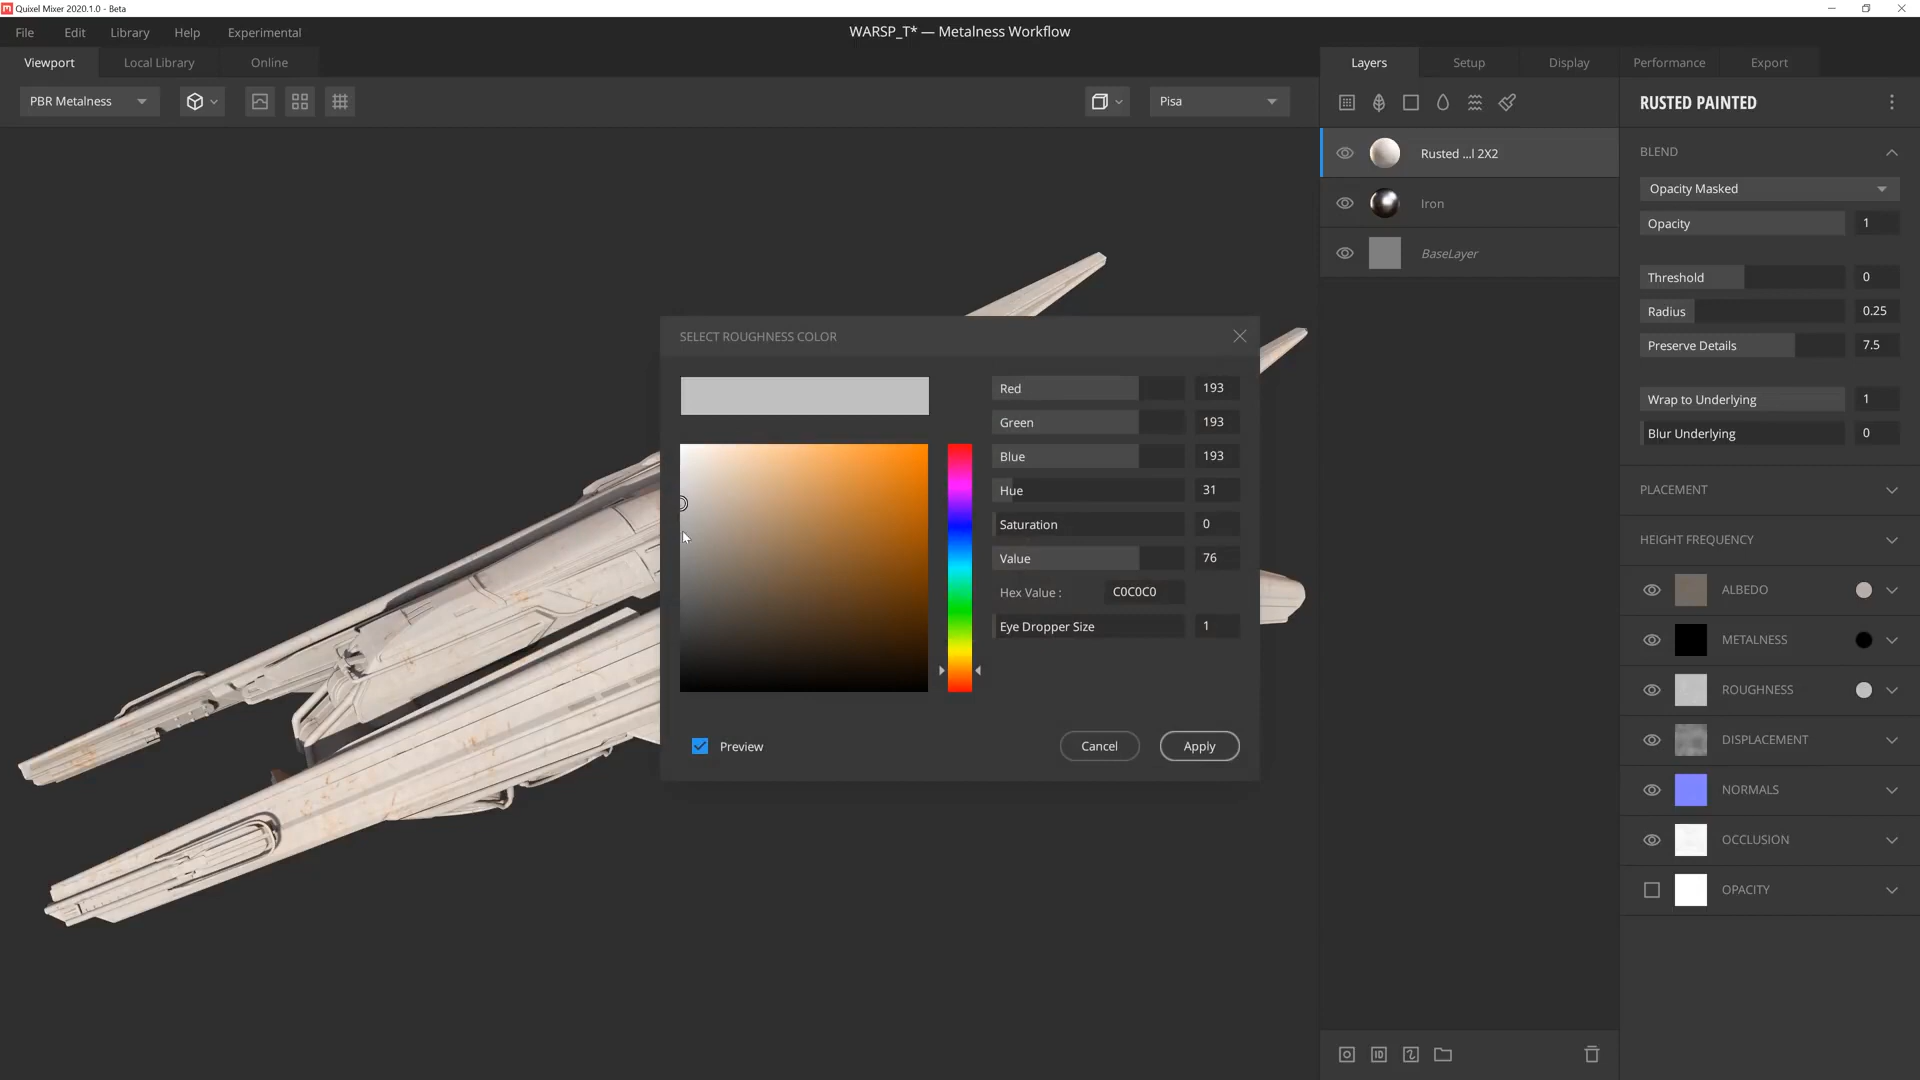 Quixel Mixer 2020.1.0 - Beta
File Edit Library Help Experimental
WARSP_T* — Metalness Workflow
Viewport Local Library Online
Layers Setup Display Performance Export
PBR Metalness
Pisa
RUSTED PAINTED
Rusted ...l 2X2
Iron
BaseLayer
BLEND
Opacity Masked
Opacity 1
Threshold 0
Radius 0.25
Preserve Details 7.5
Wrap to Underlying 1
Blur Underlying 0
PLACEMENT
HEIGHT FREQUENCY
ALBEDO
METALNESS
ROUGHNESS
DISPLACEMENT
NORMALS
OCCLUSION
OPACITY
SELECT ROUGHNESS COLOR
Red 193
Green 193
Blue 193
Hue 31
Saturation 0
Value 76
Hex Value : C0C0C0
Eye Dropper Size 1
Preview
Cancel Apply
ID